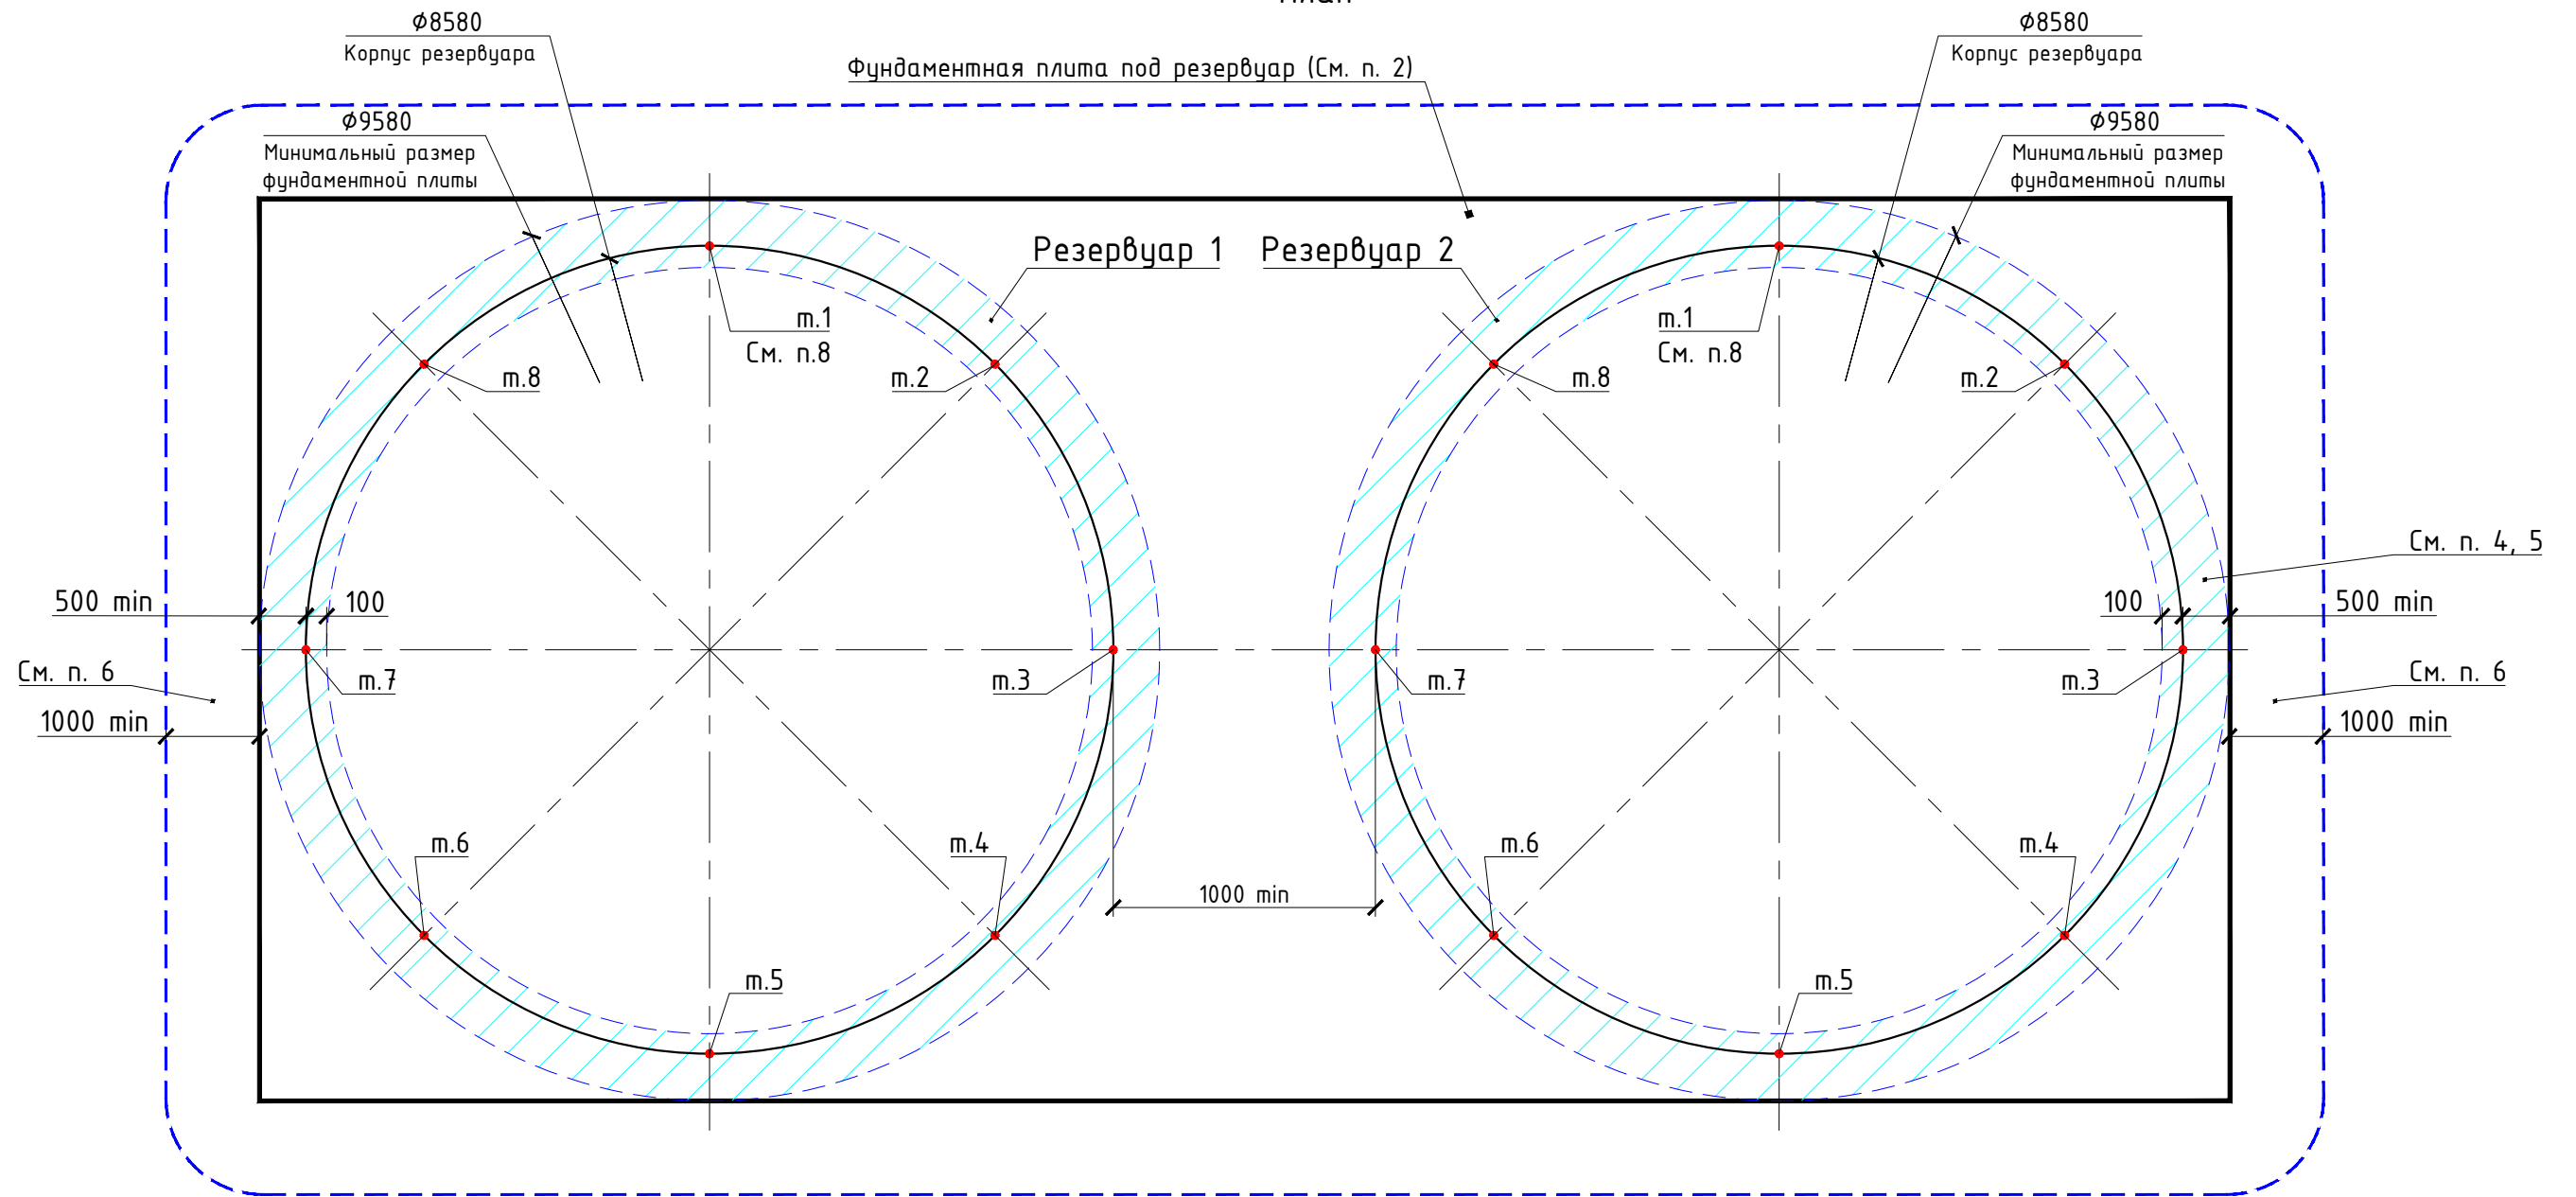 План
Ø8580
Корпус резервуара
Ø8580
Корпус резервуара
Фундаментная плита под резервуар (См. п. 2)
Ø9580
Минимальный размер
фундаментной плиты
Ø9580
Минимальный размер
фундаментной плиты
Резервуар 1
Резервуар 2
т.1
См. п.8
т.8
т.2
т.1
См. п.8
т.8
т.2
См. п. 4, 5
500 min
100
100
500 min
См. п. 6
т.7
т.3
т.7
т.3
См. п. 6
1000 min
1000 min
т.6
т.4
т.6
т.4
1000 min
т.5
т.5